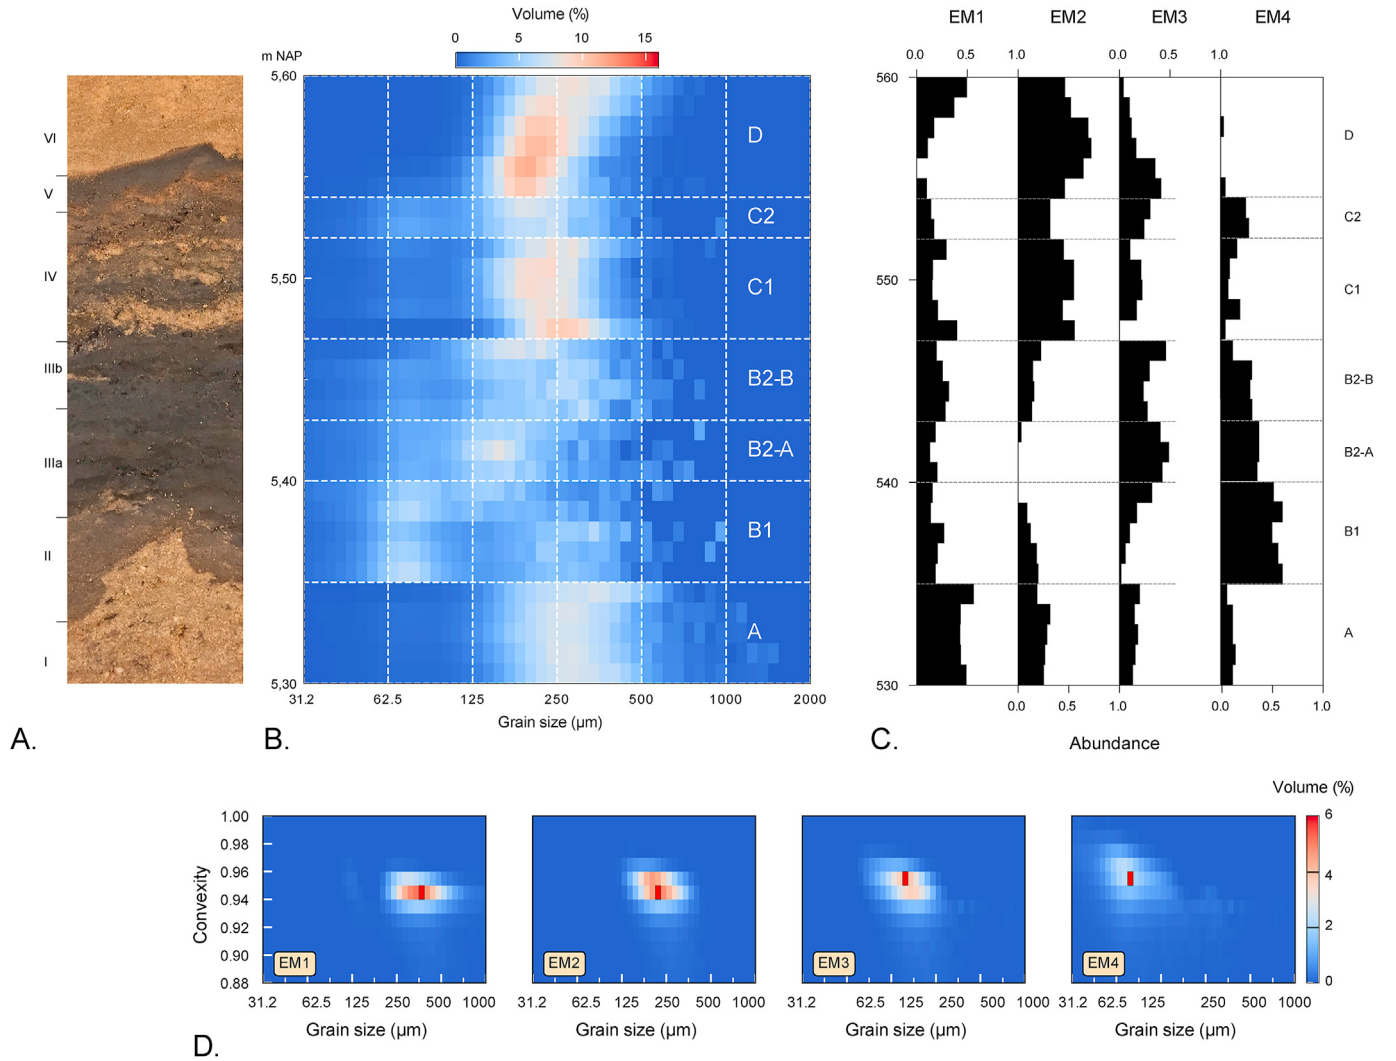 Volume (%)
0 5 10 15
m NAP
EM1 EM2 EM3 EM4
0.0 0.5 1.0 0.0 0.5 1.0
5,60
5,50
5,40
5,30
VI
V
IV
IIIb
IIIa
II
I
D
C2
C1
B2-B
B2-A
B1
A
31.2 62.5 125 250 500 1000 2000
Grain size (µm)
560
550
540
530
D
C2
C1
B2-B
B2-A
B1
A
0.0 0.5 1.0 0.0 0.5 1.0
Abundance
A. B. C.
Volume (%)
6
4
2
0
1.00
0.98
0.96
0.94
0.92
0.90
0.88
Convexity
EM1 EM2 EM3 EM4
31.2 62.5 125 250 500 1000 31.2 62.5 125 250 500 1000 31.2 62.5 125 250 500 1000 31.2 62.5 125 250 500 1000
Grain size (µm) Grain size (µm) Grain size (µm) Grain size (µm)
D.